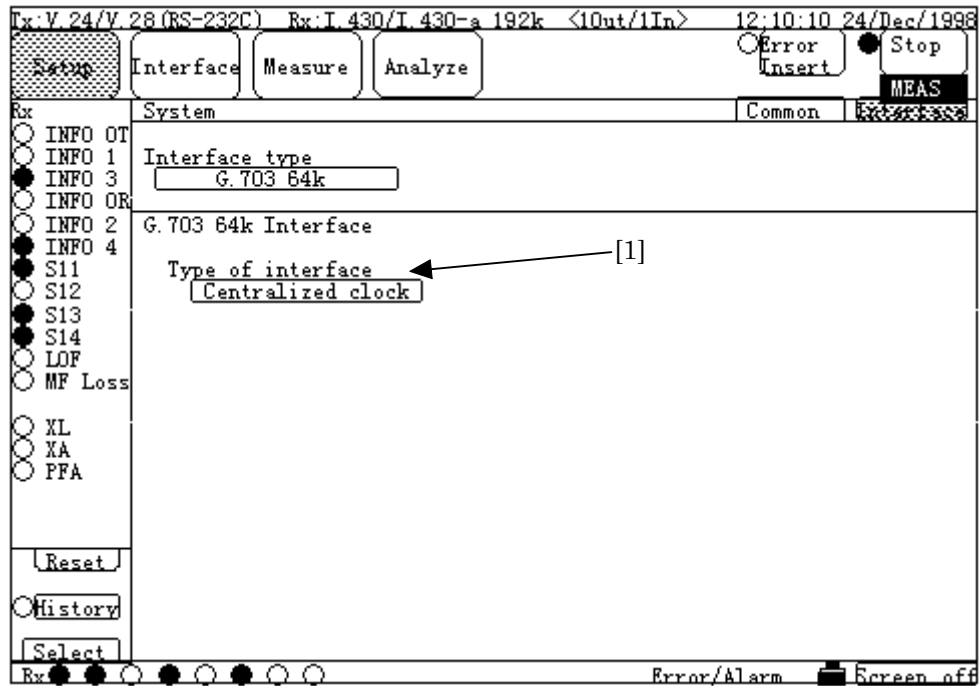 Tx:V.24/V.28(RS-232C) Rx:I.430/I.430-a 192k <1Out/1In> 12:10:10 24/Dec/1998
Setup Interface Measure Analyze Error Insert Stop
MEAS
Rx System Common Interface
INFO OT
INFO 1
INFO 3
INFO OR
INFO 2
INFO 4
S11
S12
S13
S14
LOF
MF Loss
XL
XA
PFA
Interface type
G.703 64k
G.703 64k Interface
Type of interface
Centralized clock
[1]
Reset
History
Select
Rx Error/Alarm Screen off